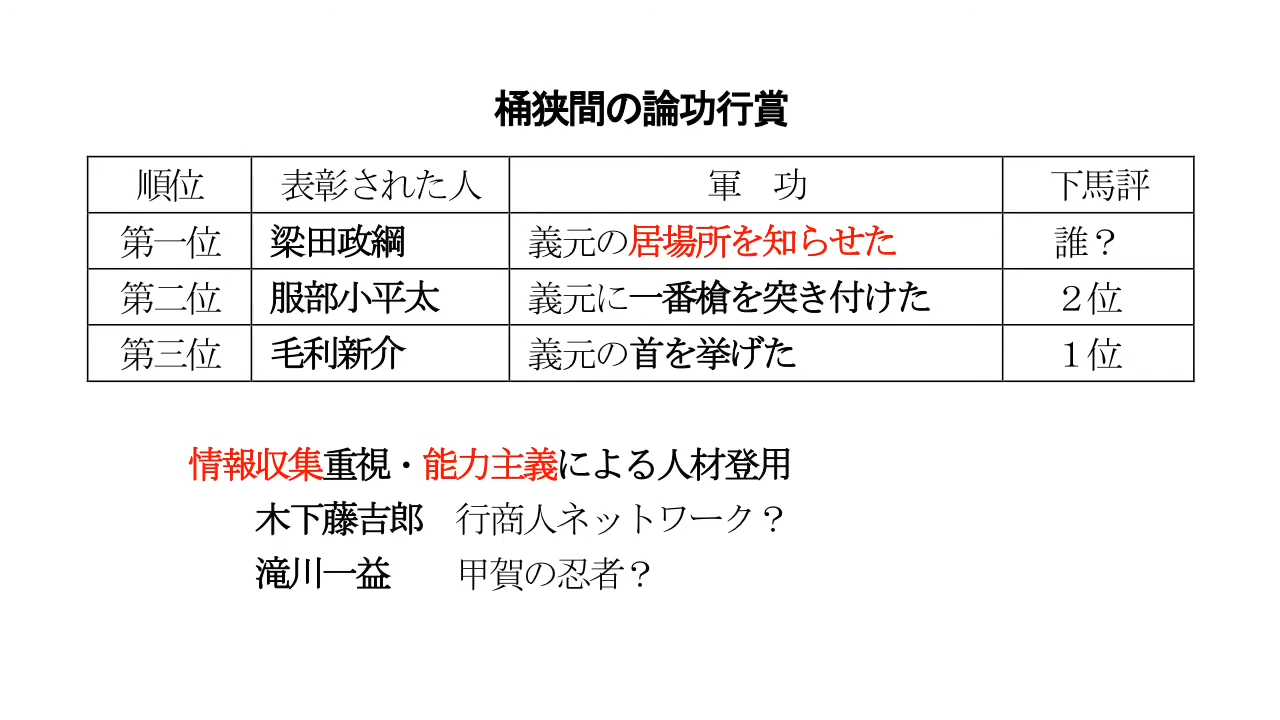 桶狭間の論功行賞
順位 表彰された人 軍　功 下馬評
第一位 梁田政綱 義元の居場所を知らせた 誰？
第二位 服部小平太 義元に一番槍を突き付けた ２位
第三位 毛利新介 義元の首を挙げた １位
情報収集重視・能力主義による人材登用
木下藤吉郎　行商人ネットワーク？
滝川一益　　甲賀の忍者？